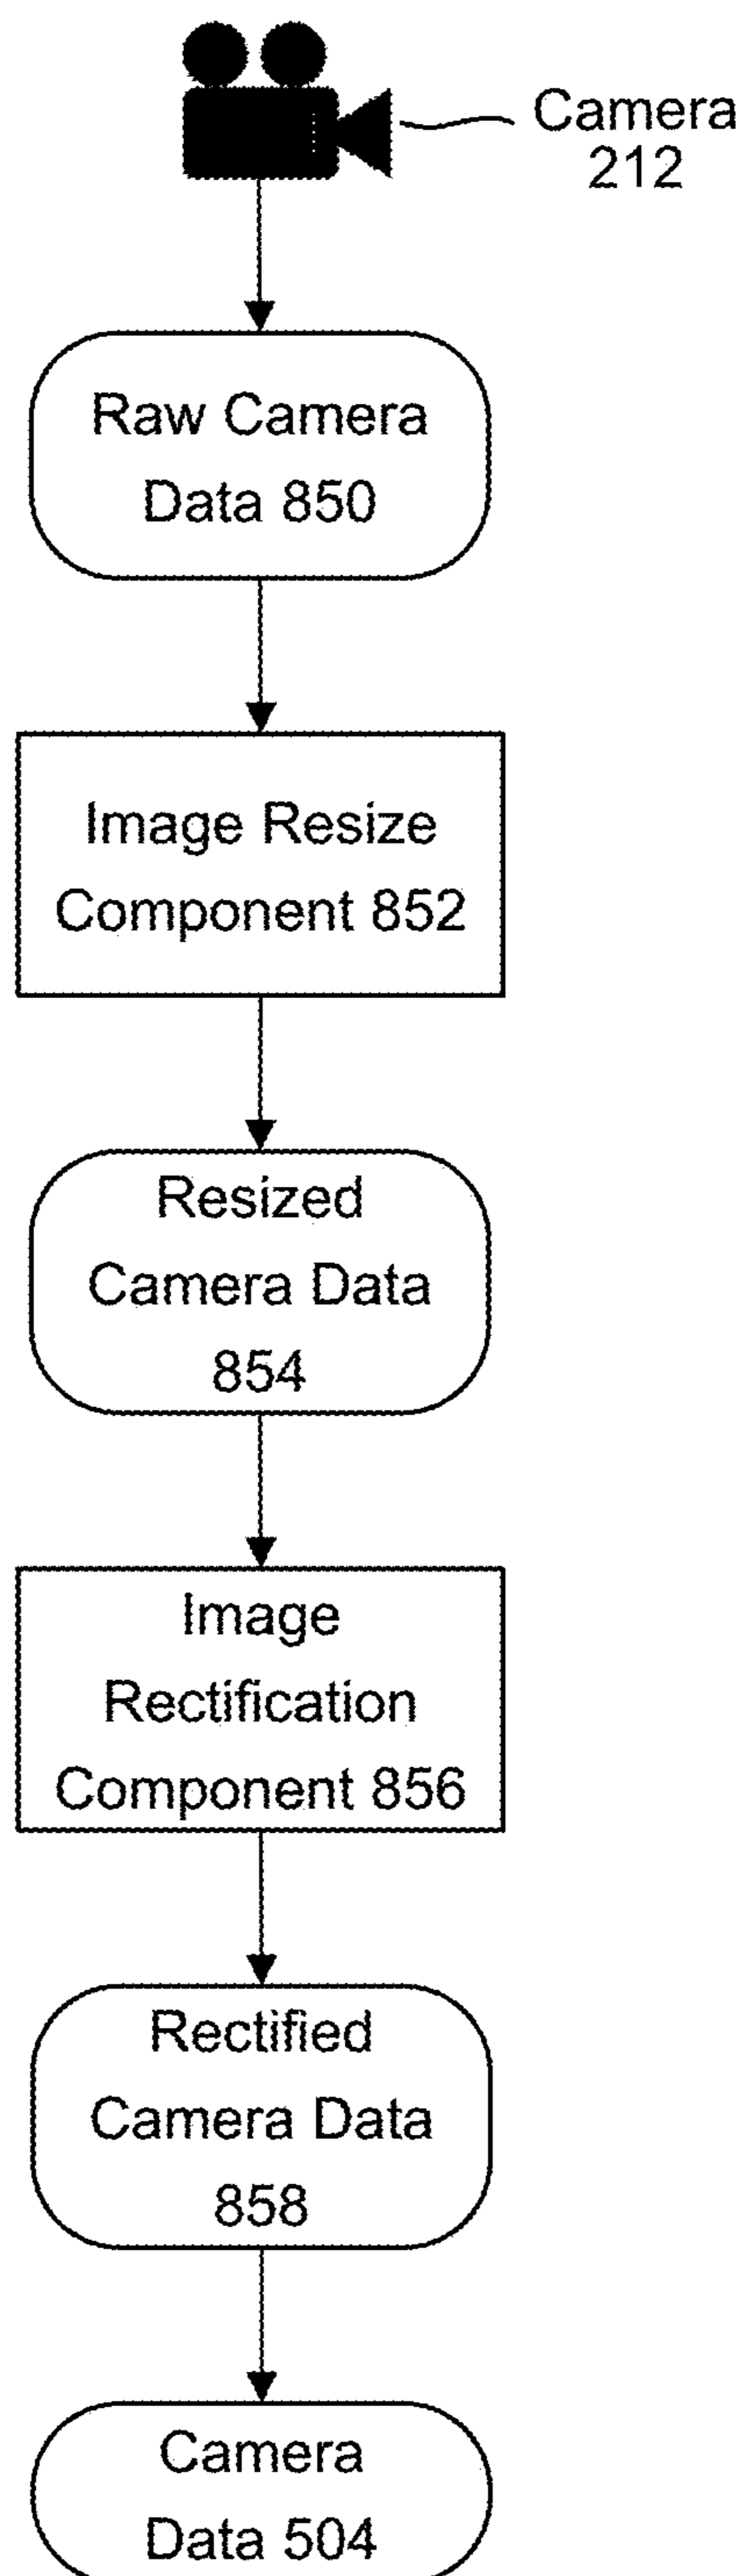 Camera
212
Raw Camera
Data 850
Image Resize
Component 852
Resized
Camera Data
854
Image
Rectification
Component 856
Rectified
Camera Data
858
Camera
Data 504